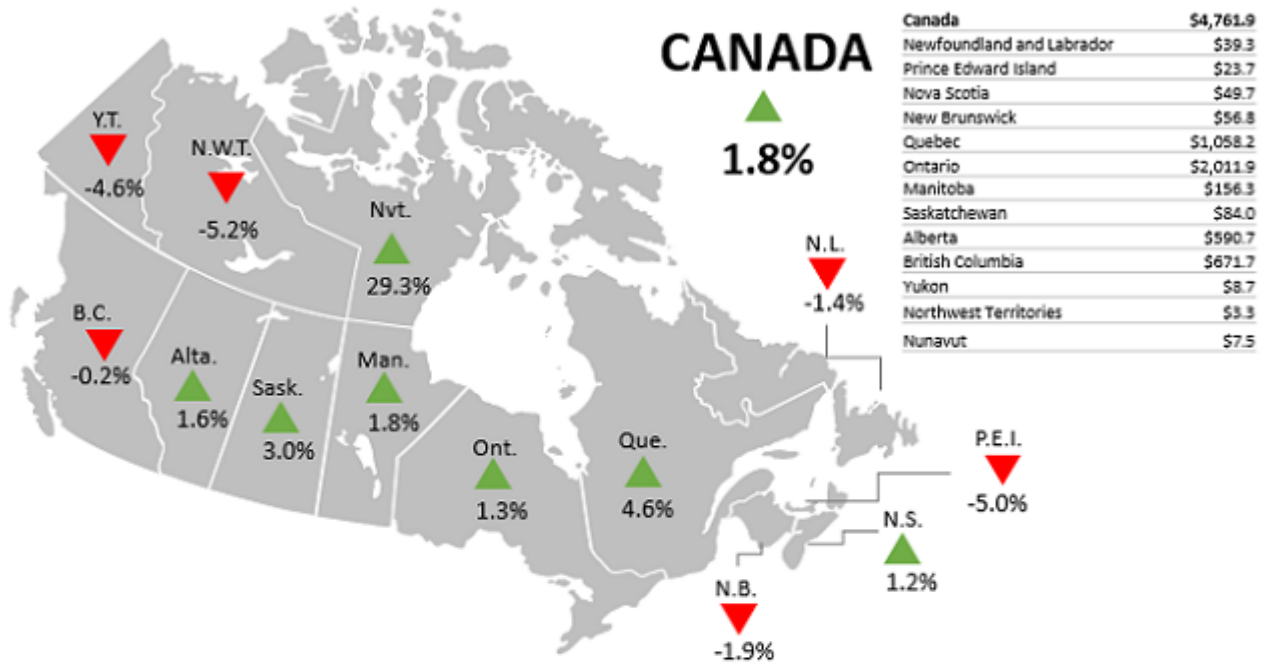 CANADA
1.8%
Canada $4,761.9
Newfoundland and Labrador $39.3
Prince Edward Island $23.7
Nova Scotia $49.7
New Brunswick $56.8
Quebec $1,058.2
Ontario $2,011.9
Manitoba $156.3
Saskatchewan $84.0
Alberta $590.7
British Columbia $671.7
Yukon $8.7
Northwest Territories $3.3
Nunavut $7.5
Y.T.
-4.6%
N.W.T.
-5.2%
Nvt.
29.3%
N.L.
-1.4%
B.C.
-0.2%
Alta.
1.6%
Sask.
3.0%
Man.
1.8%
Ont.
1.3%
Que.
4.6%
P.E.I.
-5.0%
N.S.
1.2%
N.B.
-1.9%